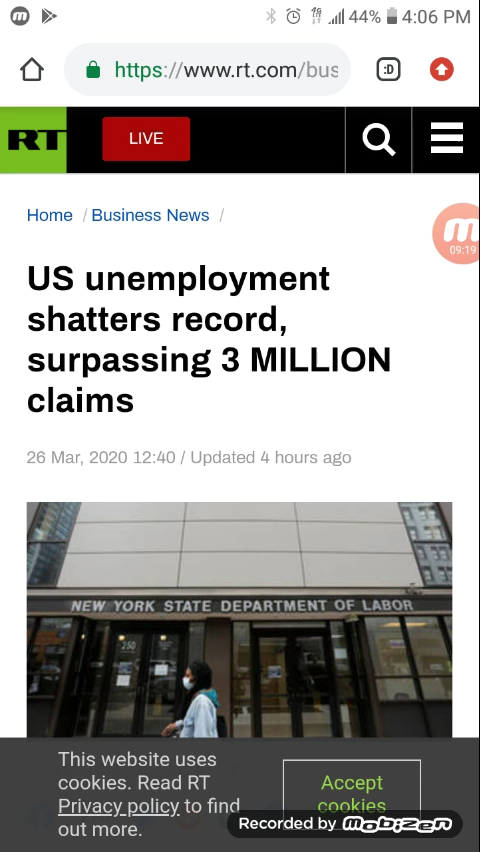 44% 4:06 PM
https://www.rt.com/bus
:D
RT
LIVE
Home / Business News /
m
09:19
US unemployment
shatters record,
surpassing 3 MILLION
claims
26 Mar, 2020 12:40 / Updated 4 hours ago
NEW YORK STATE DEPARTMENT OF LABOR
250
This website uses
cookies. Read RT
Privacy policy to find
out more.
Accept
cookies
Recorded by mobizen